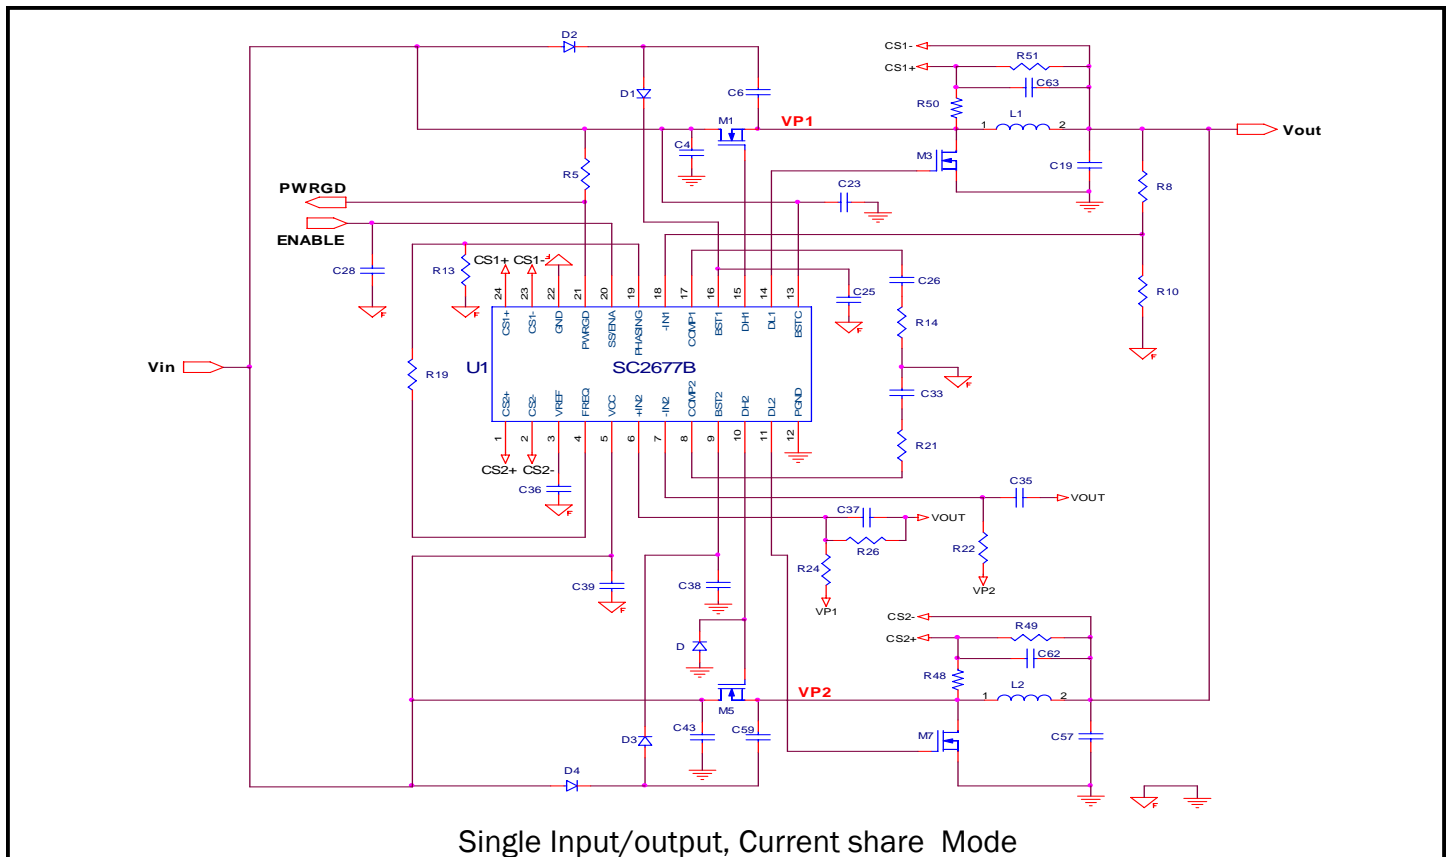 D2
CS1-
R51
CS1+
C63
D1
C6
R50
L1
M1
VP1
1
2
Vout
C4
M3
C19
R5
R8
PWRGD
C23
ENABLE
CS1+
CS1-
F
C28
R13
C26
C25
R10
F
F
24
23
22
21
20
19
18
17
16
15
14
13
F
F
CS1+
CS1-
GND
PWRGD
SS/ENA
PHASING
-IN1
COMP1
BST1
DH1
DL1
BSTC
R14
Vin
U1
SC2677B
R19
F
C33
CS2+
CS2-
VREF
FREQ
VCC
+IN2
-IN2
COMP2
BST2
DH2
DL2
PGND
1
2
3
4
5
6
7
8
9
10
11
12
R21
CS2+
CS2-
C36
F
C35
VOUT
C37
VOUT
R26
R22
R24
C39
C38
F
VP1
VP2
CS2-
R49
CS2+
C62
D
R48
L2
VP2
1
2
M5
C43
C59
D3
M7
C57
D4
F
Single Input/output, Current share Mode